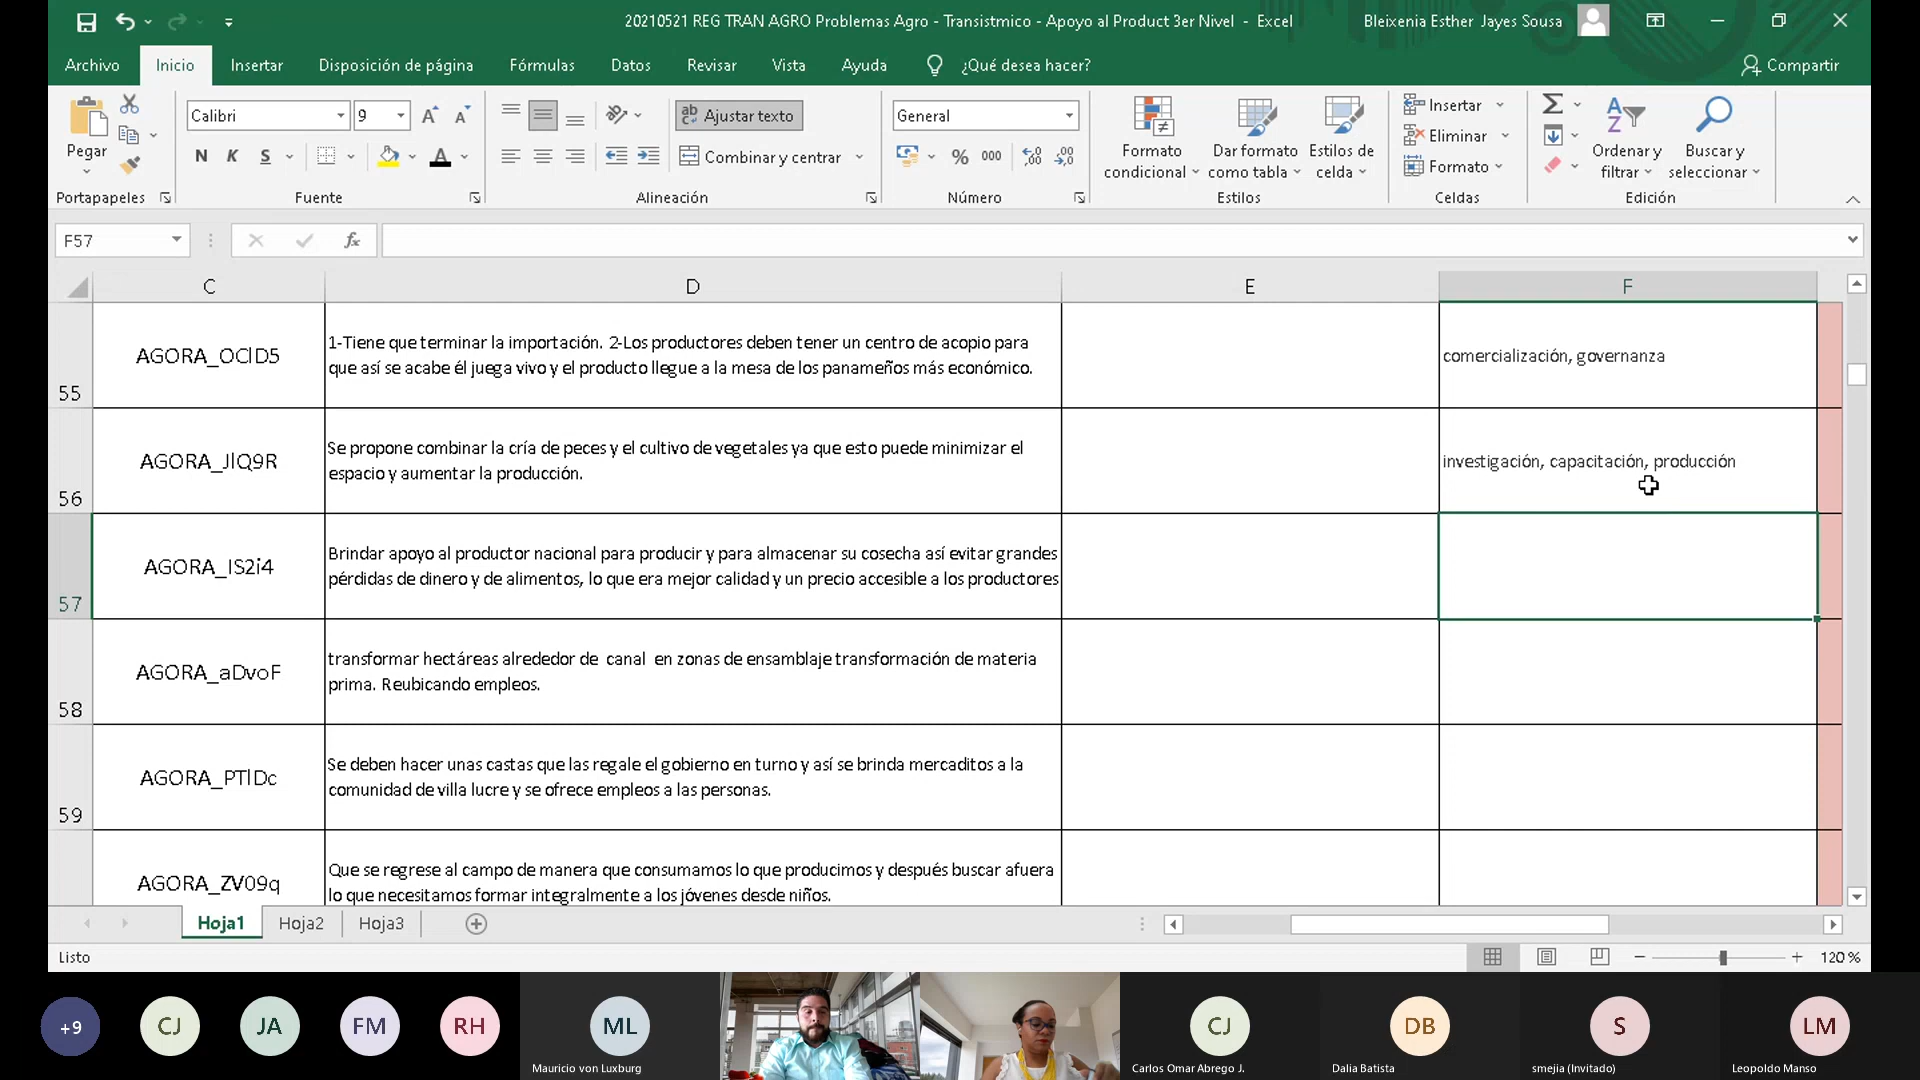 20210521 REG TRAN AGRO Problemas Agro - Transistmico - Apoyo al Product 3er Nivel - Excel
Bleixenia Esther Jayes Sousa
Archivo
Inicio
Insertar
Disposición de página
Fórmulas
Datos
Revisar
Vista
Ayuda
¿Qué desea hacer?
Compartir
Pegar
Portapapeles
Calibri
9
N
K
S
Fuente
Ajustar texto
Combinar y centrar
Alineación
General
%
000
Número
Formato condicional
Dar formato como tabla
Estilos de celda
Estilos
Insertar
Eliminar
Formato
Celdas
Ordenar y filtrar
Buscar y seleccionar
Edición
F57
fx
C
D
E
F
55
AGORA_OClD5
1-Tiene que terminar la importación. 2-Los productores deben tener un centro de acopio para
que así se acabe él juega vivo y el producto llegue a la mesa de los panameños más económico.
comercialización, governanza
56
AGORA_JlQ9R
Se propone combinar la cría de peces y el cultivo de vegetales ya que esto puede minimizar el
espacio y aumentar la producción.
investigación, capacitación, producción
57
AGORA_IS2i4
Brindar apoyo al productor nacional para producir y para almacenar su cosecha así evitar grandes
pérdidas de dinero y de alimentos, lo que era mejor calidad y un precio accesible a los productores
58
AGORA_aDvoF
transformar hectáreas alrededor de canal en zonas de ensamblaje transformación de materia
prima. Reubicando empleos.
59
AGORA_PTlDc
Se deben hacer unas castas que las regale el gobierno en turno y así se brinda mercaditos a la
comunidad de villa lucre y se ofrece empleos a las personas.
AGORA_ZV09q
Que se regrese al campo de manera que consumamos lo que producimos y después buscar afuera
lo que necesitamos formar integralmente a los jóvenes desde niños.
Hoja1
Hoja2
Hoja3
Listo
120 %
+9
CJ
JA
FM
RH
ML
Mauricio von Luxburg
CJ
Carlos Omar Abrego J.
DB
Dalia Batista
S
smejia (Invitado)
LM
Leopoldo Manso